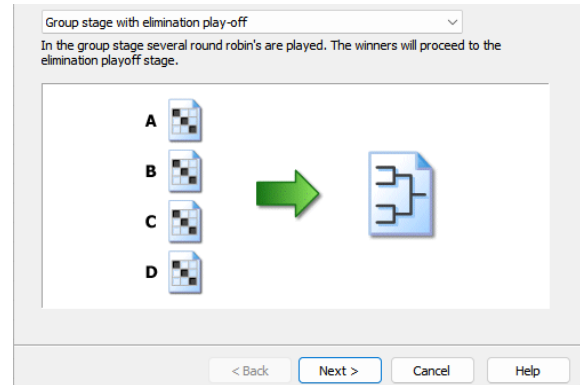 Group stage with elimination play-off
In the group stage several round robin's are played. The winners will proceed to the
elimination playoff stage.
A
B
C
D
< Back
Next >
Cancel
Help